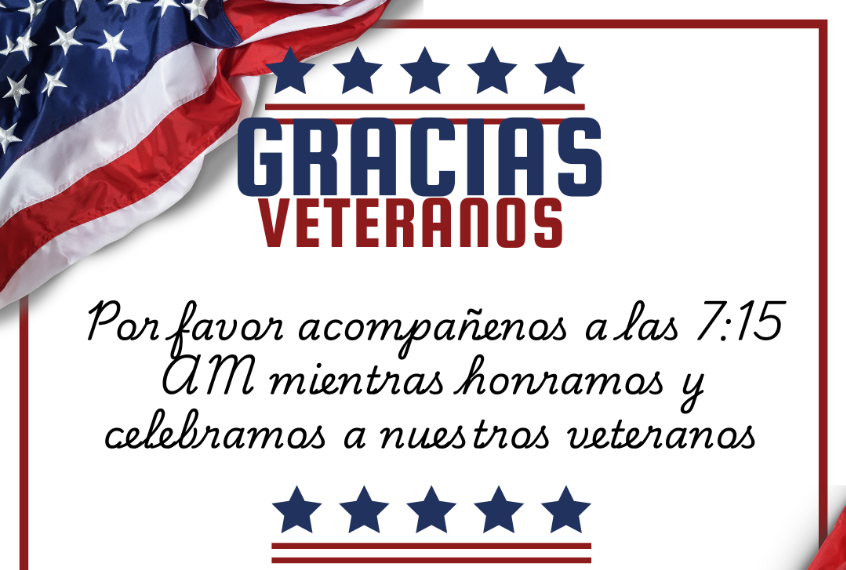 GRACIAS
VETERANOS
Por favor acompañenos a las 7:15
AM mientras honramos y
celebramos a nuestros veteranos